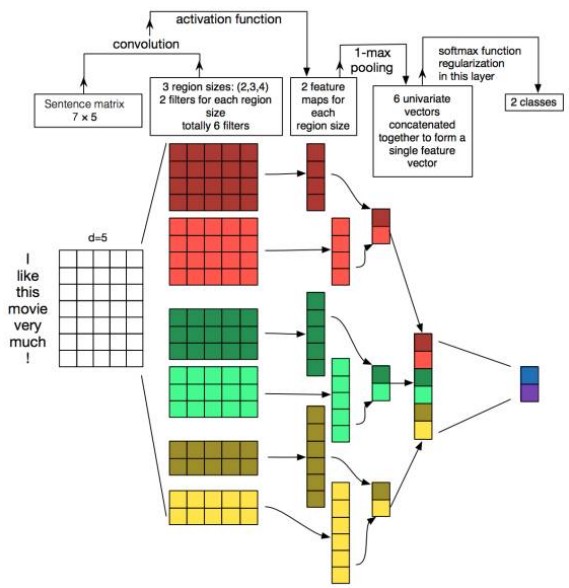 activation function
convolution
1-max
pooling
softmax function
regularization
in this layer
Sentence matrix
7 × 5
3 region sizes: (2,3,4)
2 filters for each region
size
totally 6 filters
2 feature
maps for
each
region size
6 univariate
vectors
concatenated
together to form a
single feature
vector
2 classes
d=5
I
like
this
movie
very
much
!